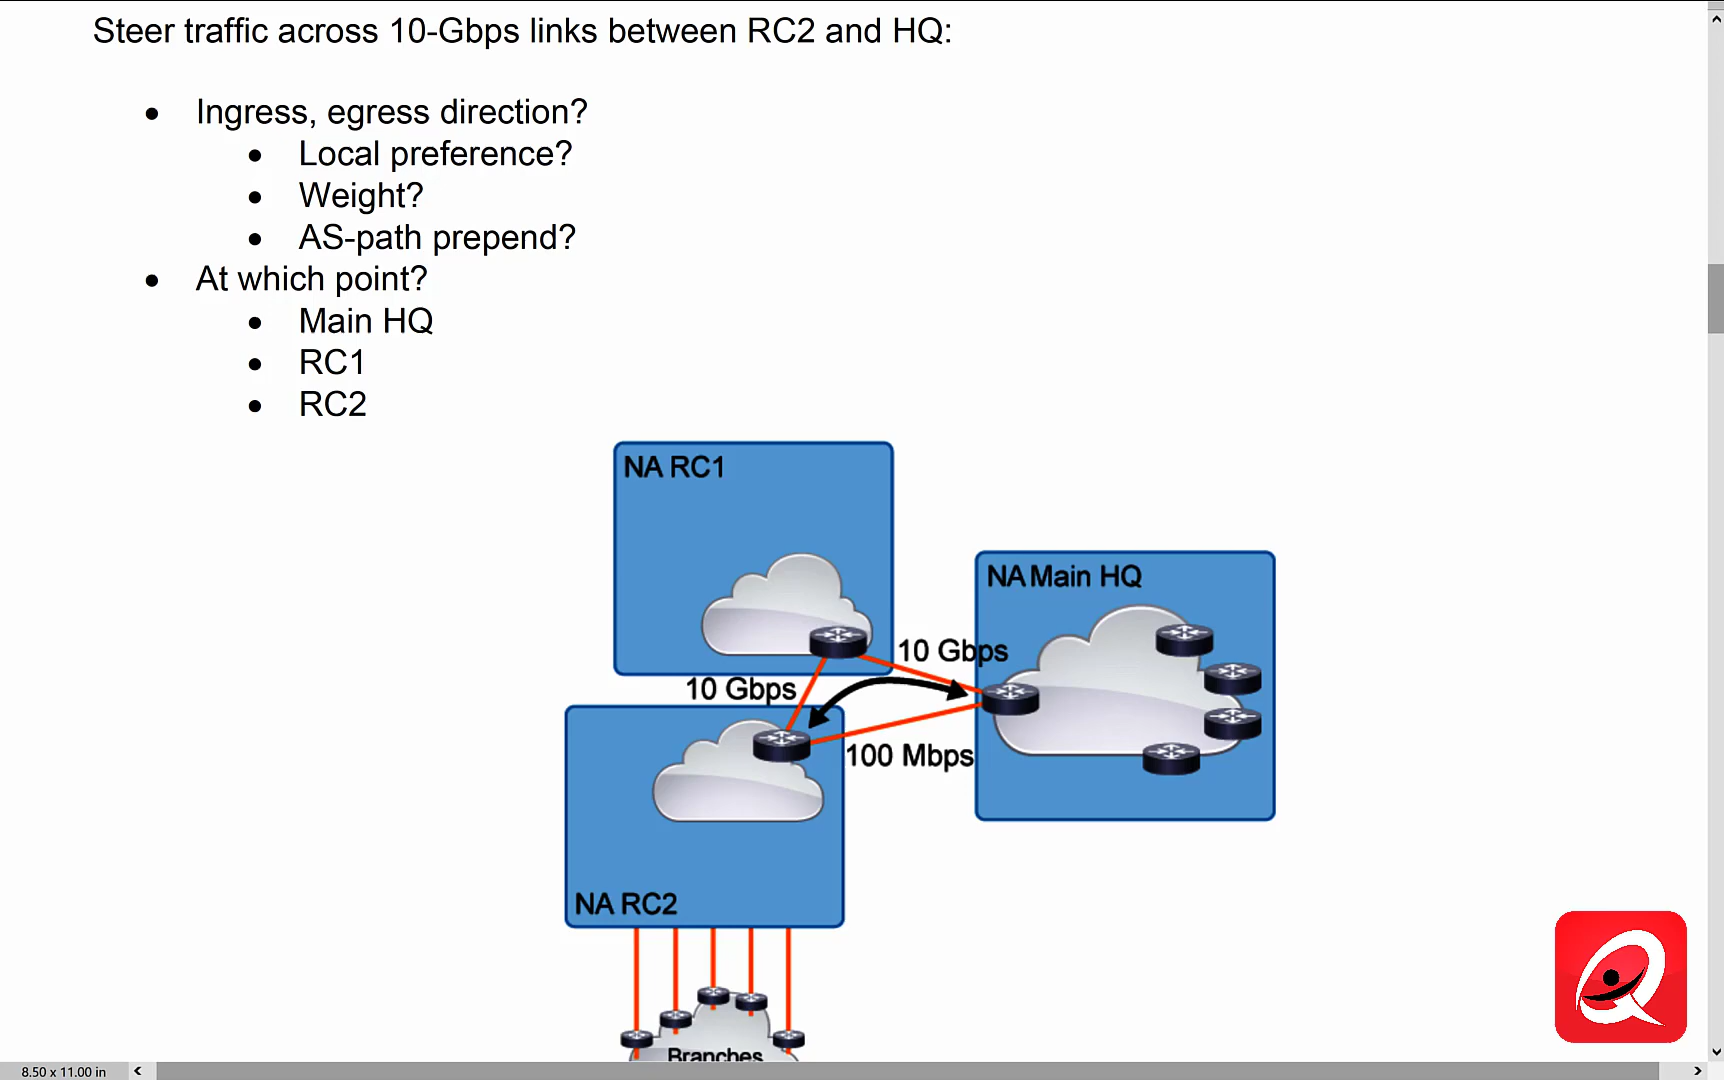 Steer traffic across 10-Gbps links between RC2 and HQ:
Ingress, egress direction?
Local preference?
Weight?
AS-path prepend?
At which point?
Main HQ
RC1
RC2
NA RC1
NA Main HQ
10 Gbps
10 Gbps
100 Mbps
NA RC2
Branches
8.50 x 11.00 in